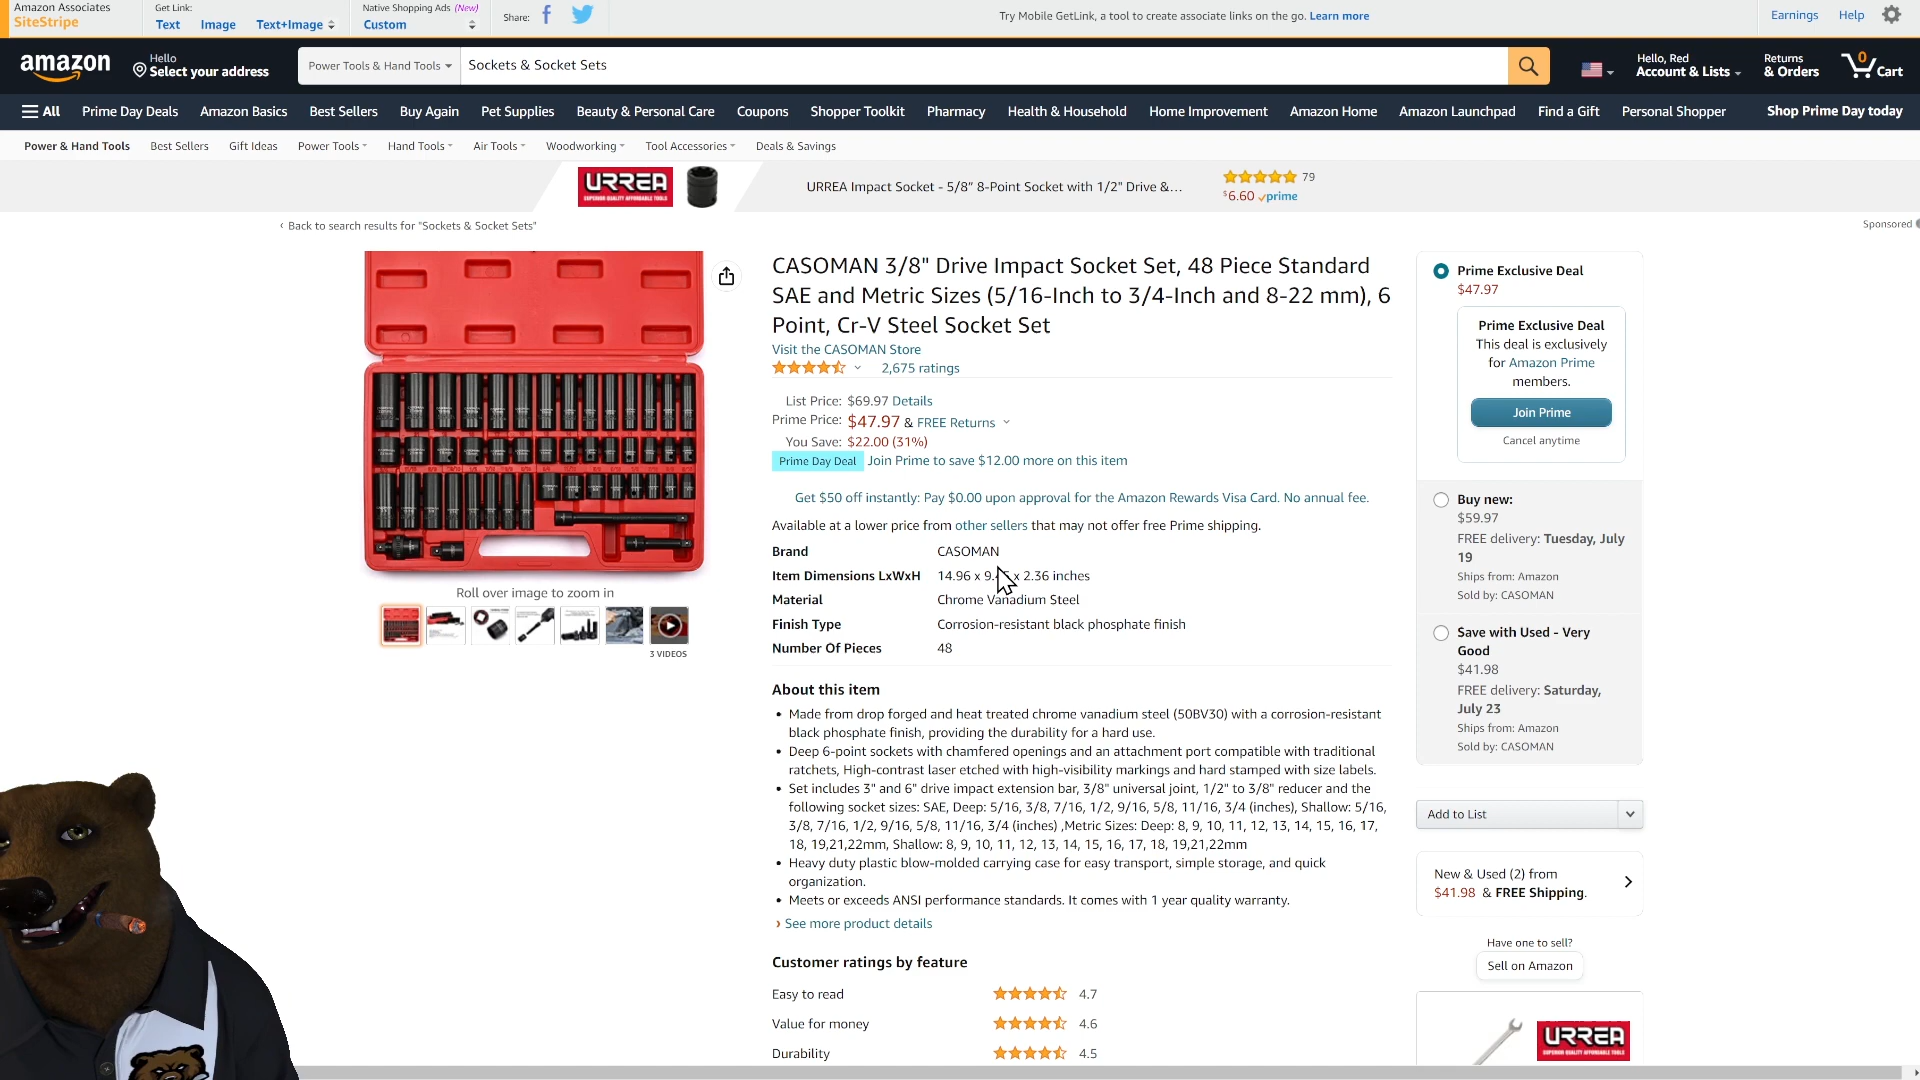 Amazon Associates
SiteStripe
Get Link:
Text Image Text+Image
Native Shopping Ads (New)
Custom
Share:
Try Mobile GetLink, a tool to create associate links on the go. Learn more
Earnings Help
amazon
Hello
Select your address
Power Tools & Hand Tools
Sockets & Socket Sets
Hello, Red
Account & Lists
Returns
& Orders
0
Cart
All Prime Day Deals Amazon Basics Best Sellers Buy Again Pet Supplies Beauty & Personal Care Coupons Shopper Toolkit Pharmacy Health & Household Home Improvement Amazon Home Amazon Launchpad Find a Gift Personal Shopper Shop Prime Day today
Power & Hand Tools Best Sellers Gift Ideas Power Tools Hand Tools Air Tools Woodworking Tool Accessories Deals & Savings
URREA
SUPERIOR QUALITY AFFORDABLE TOOLS
URREA Impact Socket - 5/8" 8-Point Socket with 1/2" Drive &...
79
$6.60 prime
‹ Back to search results for "Sockets & Socket Sets"
Sponsored
CASOMAN 3/8" Drive Impact Socket Set, 48 Piece Standard
SAE and Metric Sizes (5/16-Inch to 3/4-Inch and 8-22 mm), 6
Point, Cr-V Steel Socket Set
Visit the CASOMAN Store
2,675 ratings
List Price: $69.97 Details
Prime Price: $47.97 & FREE Returns
You Save: $22.00 (31%)
Prime Day Deal Join Prime to save $12.00 more on this item
Get $50 off instantly: Pay $0.00 upon approval for the Amazon Rewards Visa Card. No annual fee.
Available at a lower price from other sellers that may not offer free Prime shipping.
Brand CASOMAN
Item Dimensions LxWxH 14.96 x x 2.36 inches
Material Chrome Vanadium Steel
Finish Type Corrosion-resistant black phosphate finish
Number Of Pieces 48
Roll over image to zoom in
3 VIDEOS
About this item
• Made from drop forged and heat treated chrome vanadium steel (50BV30) with a corrosion-resistant
black phosphate finish, providing the durability for a hard use.
• Deep 6-point sockets with chamfered openings and an attachment port compatible with traditional
ratchets, High-contrast laser etched with high-visibility markings and hard stamped with size labels.
• Set includes 3" and 6" drive impact extension bar, 3/8" universal joint, 1/2" to 3/8" reducer and the
following socket sizes: SAE, Deep: 5/16, 3/8, 7/16, 1/2, 9/16, 5/8, 11/16, 3/4 (inches), Shallow: 5/16,
3/8, 7/16, 1/2, 9/16, 5/8, 11/16, 3/4 (inches) ,Metric Sizes: Deep: 8, 9, 10, 11, 12, 13, 14, 15, 16, 17,
18, 19,21,22mm, Shallow: 8, 9, 10, 11, 12, 13, 14, 15, 16, 17, 18, 19,21,22mm
• Heavy duty plastic blow-molded carrying case for easy transport, simple storage, and quick
organization.
• Meets or exceeds ANSI performance standards. It comes with 1 year quality warranty.
› See more product details
Customer ratings by feature
Easy to read 4.7
Value for money 4.6
Durability 4.5
Prime Exclusive Deal
$47.97
Prime Exclusive Deal
This deal is exclusively
for Amazon Prime
members.
Join Prime
Cancel anytime
Buy new:
$59.97
FREE delivery: Tuesday, July
19
Ships from: Amazon
Sold by: CASOMAN
Save with Used - Very
Good
$41.98
FREE delivery: Saturday,
July 23
Ships from: Amazon
Sold by: CASOMAN
Add to List
New & Used (2) from
$41.98 & FREE Shipping.
Have one to sell?
Sell on Amazon
URREA
SUPERIOR QUALITY AFFORDABLE TOOLS